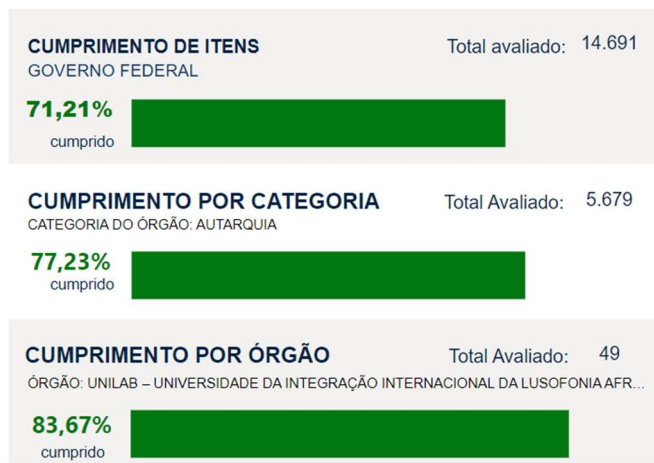 CUMPRIMENTO DE ITENS Total avaliado: 14.691
GOVERNO FEDERAL
71,21%
cumprido
CUMPRIMENTO POR CATEGORIA Total Avaliado: 5.679
CATEGORIA DO ÓRGÃO: AUTARQUIA
77,23%
cumprido
CUMPRIMENTO POR ÓRGÃO Total Avaliado: 49
ÓRGÃO: UNILAB – UNIVERSIDADE DA INTEGRAÇÃO INTERNACIONAL DA LUSOFONIA AFR...
83,67%
cumprido